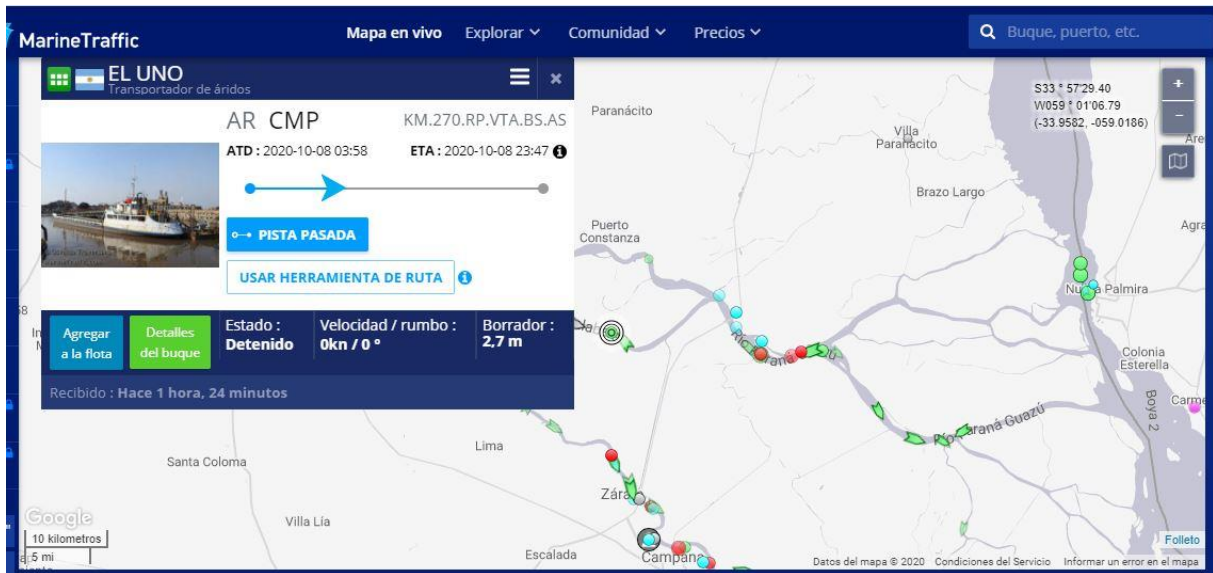 MarineTraffic
Mapa en vivo Explorar Comunidad Precios
Buque, puerto, etc.
EL UNO
Transportador de áridos
AR CMP KM.270.RP.VTA.BS.AS
ATD : 2020-10-08 03:58 ETA : 2020-10-08 23:47
PISTA PASADA
USAR HERRAMIENTA DE RUTA
Agregar a la flota
Detalles del buque
Estado :
Detenido
Velocidad / rumbo :
0kn / 0 °
Borrador :
2,7 m
Recibido : Hace 1 hora, 24 minutos
S33 ° 57'29.40
W059 ° 01'06.79
(-33.9582, -059.0186)
Paranácito
Villa
Paranacito
Brazo Largo
Puerto
Constanza
Agra
Palmira
Colonia
Esterella
Boya 2
Carme
Río Paraná Guazú
Lima
Santa Coloma
Villa Lía
Escalada
Campana
Google
10 kilometros
5 mi
Folleto
Datos del mapa © 2020 Condiciones del Servicio Informar un error en el mapa